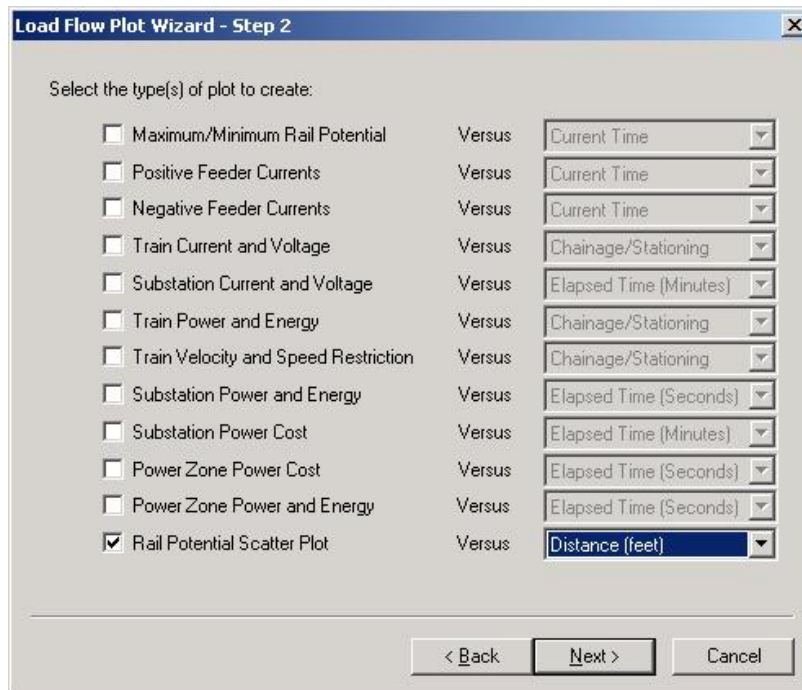 Load Flow Plot Wizard - Step 2
Select the type(s) of plot to create:
Maximum/Minimum Rail Potential Versus Current Time
Positive Feeder Currents Versus Current Time
Negative Feeder Currents Versus Current Time
Train Current and Voltage Versus Chainage/Stationing
Substation Current and Voltage Versus Elapsed Time (Minutes)
Train Power and Energy Versus Chainage/Stationing
Train Velocity and Speed Restriction Versus Chainage/Stationing
Substation Power and Energy Versus Elapsed Time (Seconds)
Substation Power Cost Versus Elapsed Time (Minutes)
Power Zone Power Cost Versus Elapsed Time (Seconds)
Power Zone Power and Energy Versus Elapsed Time (Seconds)
Rail Potential Scatter Plot Versus Distance (feet)
< Back Next > Cancel